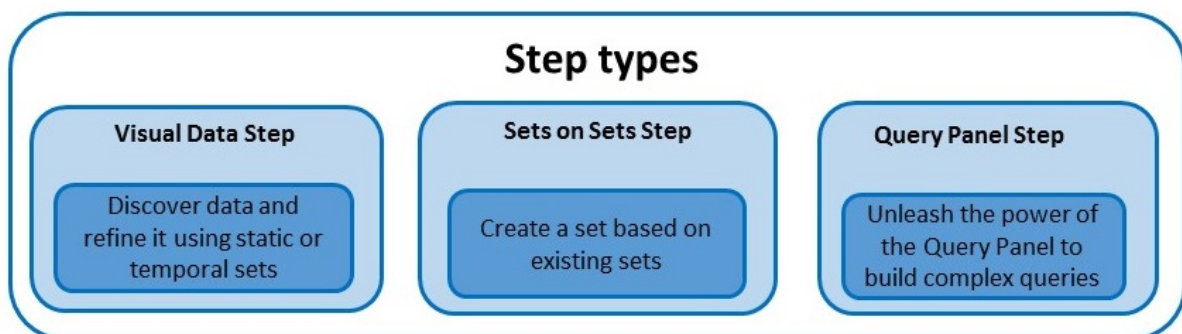 Step types
Visual Data Step
Discover data and
refine it using static or
temporal sets
Sets on Sets Step
Create a set based on
existing sets
Query Panel Step
Unleash the power of
the Query Panel to
build complex queries